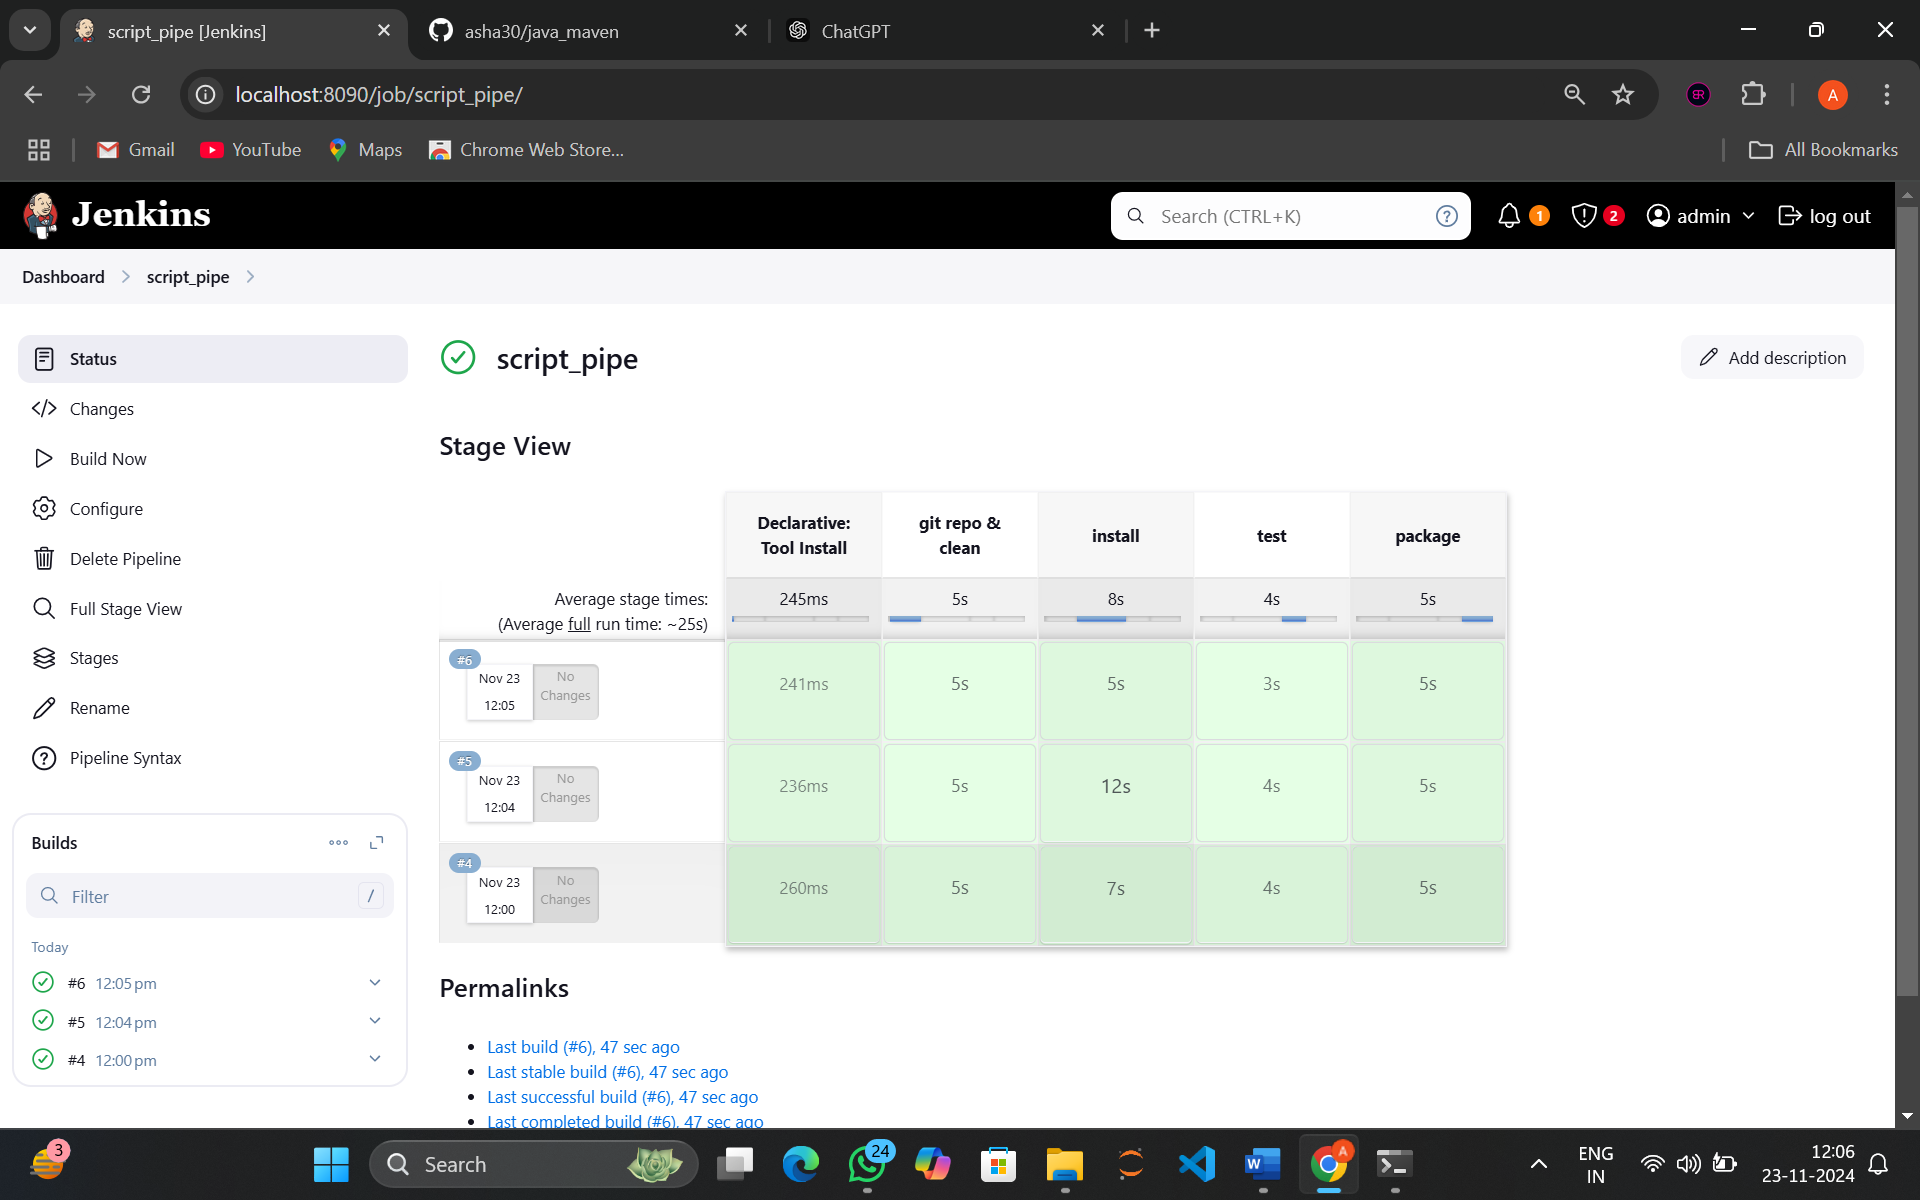 script_pipe [Jenkins]
asha30/java_maven
ChatGPT
localhost:8090/job/script_pipe/
BR
A
Gmail
YouTube
Maps
Chrome Web Store...
All Bookmarks
Jenkins
Search (CTRL+K)
1
2
admin
log out
Dashboard
script_pipe
Status
Changes
Build Now
Configure
Delete Pipeline
Full Stage View
Stages
Rename
Pipeline Syntax
Builds
Filter
/
Today
#6 12:05 pm
#5 12:04 pm
#4 12:00 pm
script_pipe
Add description
Stage View
Declarative:
Tool Install
git repo &
clean
install
test
package
Average stage times:
(Average full run time: ~25s)
245ms
5s
8s
4s
5s
#6
Nov 23
12:05
No
Changes
241ms
5s
5s
3s
5s
#5
Nov 23
12:04
No
Changes
236ms
5s
12s
4s
5s
#4
Nov 23
12:00
No
Changes
260ms
5s
7s
4s
5s
Permalinks
Last build (#6), 47 sec ago
Last stable build (#6), 47 sec ago
Last successful build (#6), 47 sec ago
Last completed build (#6), 47 sec ago
3
Search
24
A
ENG
IN
12:06
23-11-2024